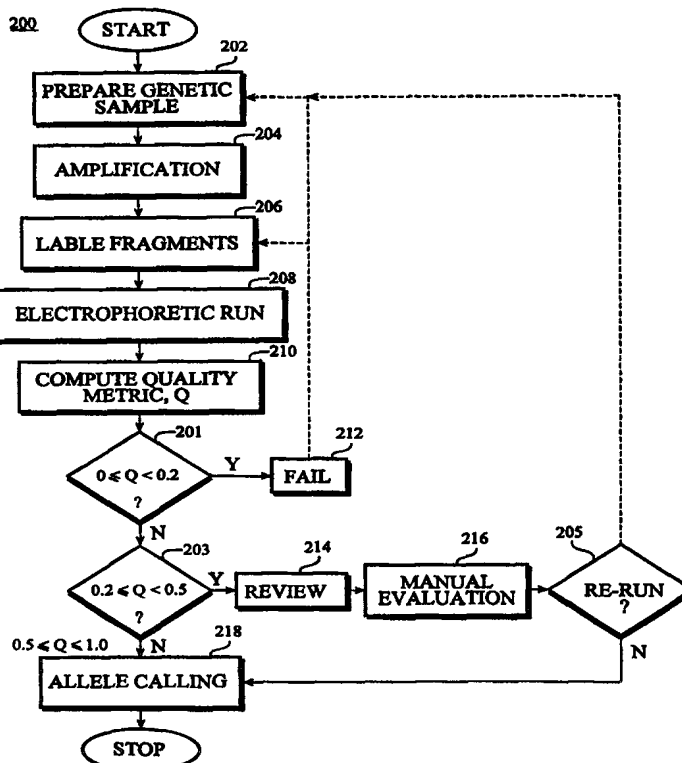 200
START
202
PREPARE GENETIC
SAMPLE
204
AMPLIFICATION
206
LABLE FRAGMENTS
208
ELECTROPHORETIC RUN
210
COMPUTE QUALITY
METRIC, Q
201
0 ⩽ Q < 0.2
?
Y
212
FAIL
N
203
0.2 ⩽ Q < 0.5
?
Y
214
REVIEW
216
MANUAL
EVALUATION
205
RE-RUN
?
N
0.5 ⩽ Q ⩽ 1.0
N
218
ALLELE CALLING
STOP